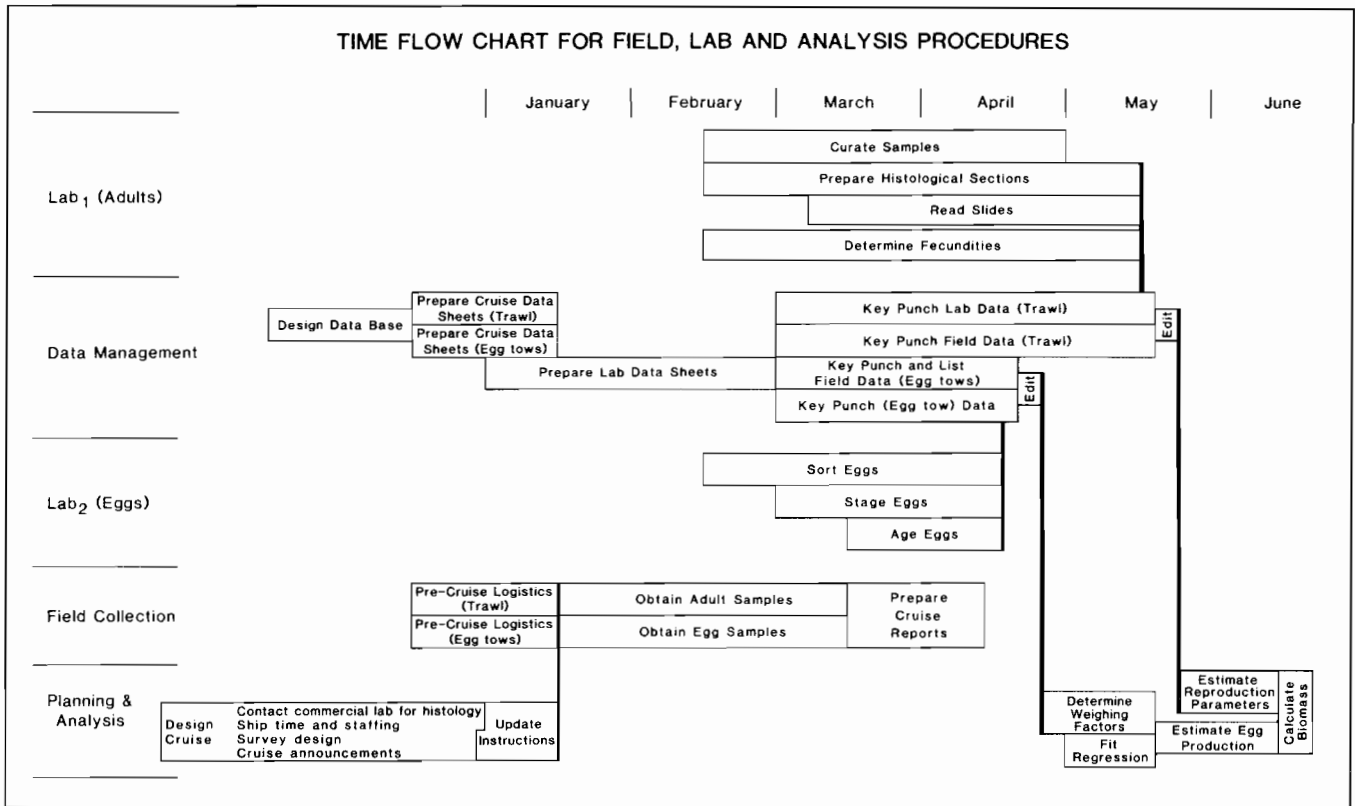 TIME FLOW CHART FOR FIELD, LAB AND ANALYSIS PROCEDURES
January February March April May June
Lab1 (Adults)
Curate Samples
Prepare Histological Sections
Read Slides
Determine Fecundities
Data Management
Design Data Base
Prepare Cruise Data
Sheets (Trawl)
Prepare Cruise Data
Sheets (Egg tows)
Prepare Lab Data Sheets
Key Punch Lab Data (Trawl)
Key Punch Field Data (Trawl)
Edit
Key Punch and List
Field Data (Egg tows)
Key Punch (Egg tow) Data
Edit
Lab2 (Eggs)
Sort Eggs
Stage Eggs
Age Eggs
Field Collection
Pre-Cruise Logistics
(Trawl)
Pre-Cruise Logistics
(Egg tows)
Obtain Adult Samples
Obtain Egg Samples
Prepare
Cruise
Reports
Planning &
Analysis
Design
Cruise
Contact commercial lab for histology
Ship time and staffing
Survey design
Cruise announcements
Update
Instructions
Determine
Weighing
Factors
Fit
Regression
Estimate
Reproduction
Parameters
Estimate Egg
Production
Calculate
Biomass